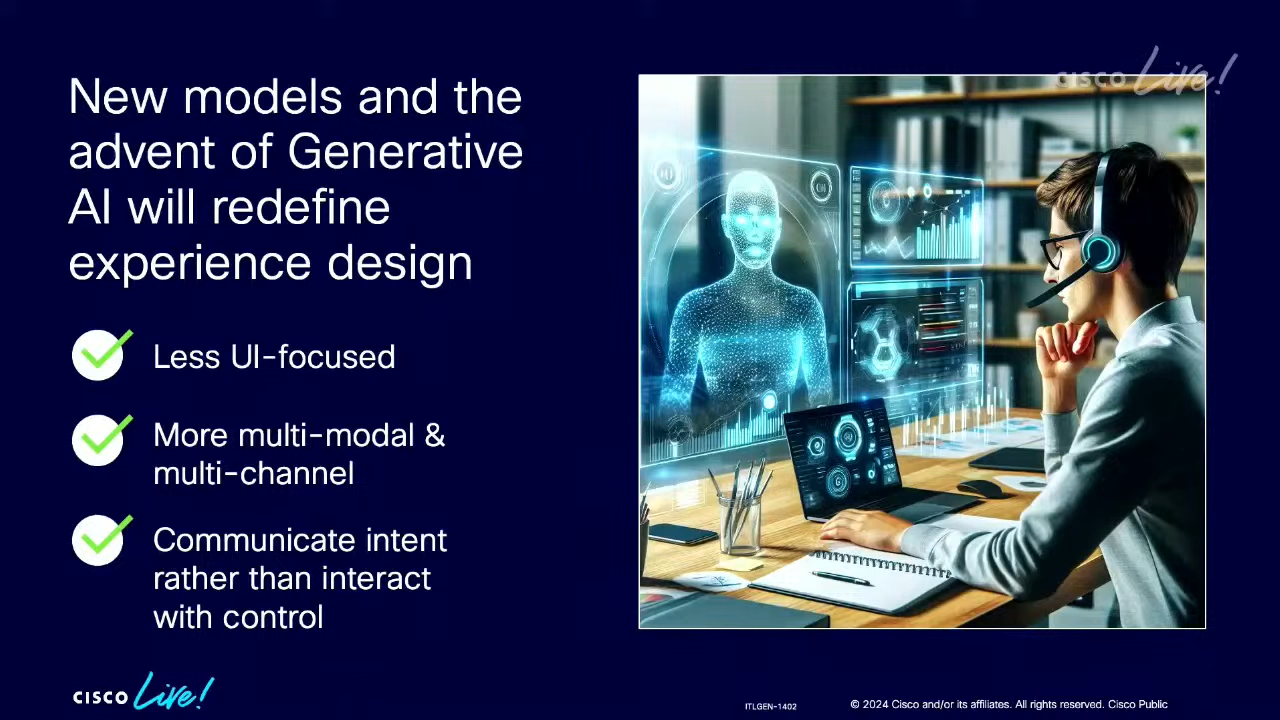 CISCO Live!
New models and the
advent of Generative
AI will redefine
experience design
Less UI-focused
More multi-modal &
multi-channel
Communicate intent
rather than interact
with control
CISCO Live!
ITLGEN-1402
© 2024 Cisco and/or its affiliates. All rights reserved. Cisco Public